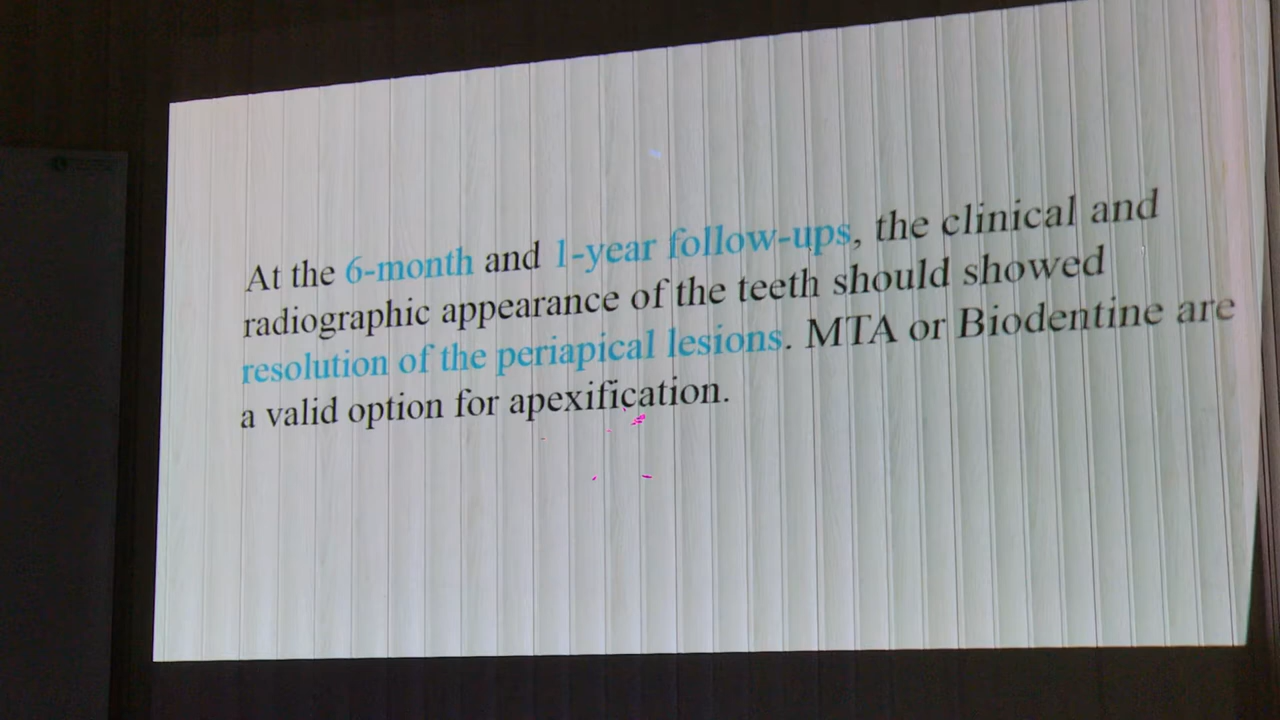 At the 6-month and 1-year follow-ups, the clinical and
radiographic appearance of the teeth should showed
resolution of the periapical lesions. MTA or Biodentine are
a valid option for apexification.